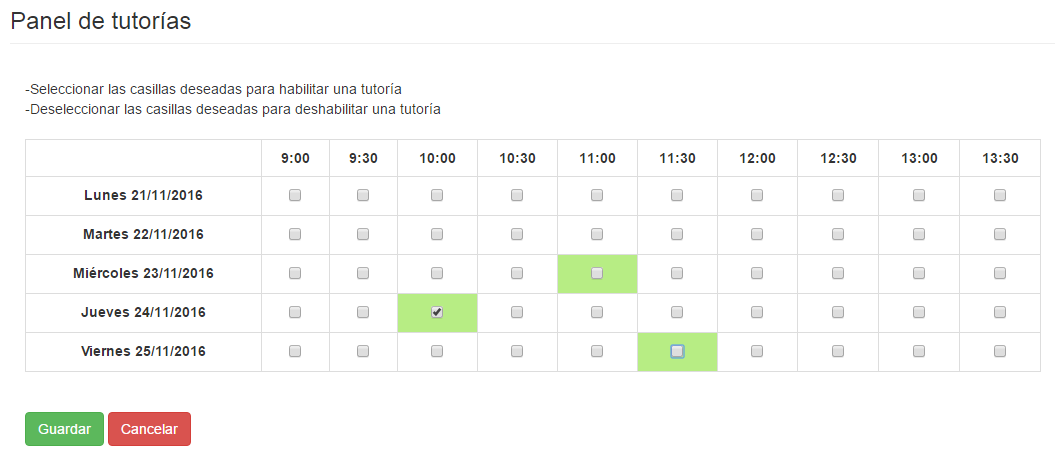 Panel de tutorías
-Seleccionar las casillas deseadas para habilitar una tutoría
-Deseleccionar las casillas deseadas para deshabilitar una tutoría
9:00 9:30 10:00 10:30 11:00 11:30 12:00 12:30 13:00 13:30
Lunes 21/11/2016
Martes 22/11/2016
Miércoles 23/11/2016
Jueves 24/11/2016
Viernes 25/11/2016
Guardar Cancelar